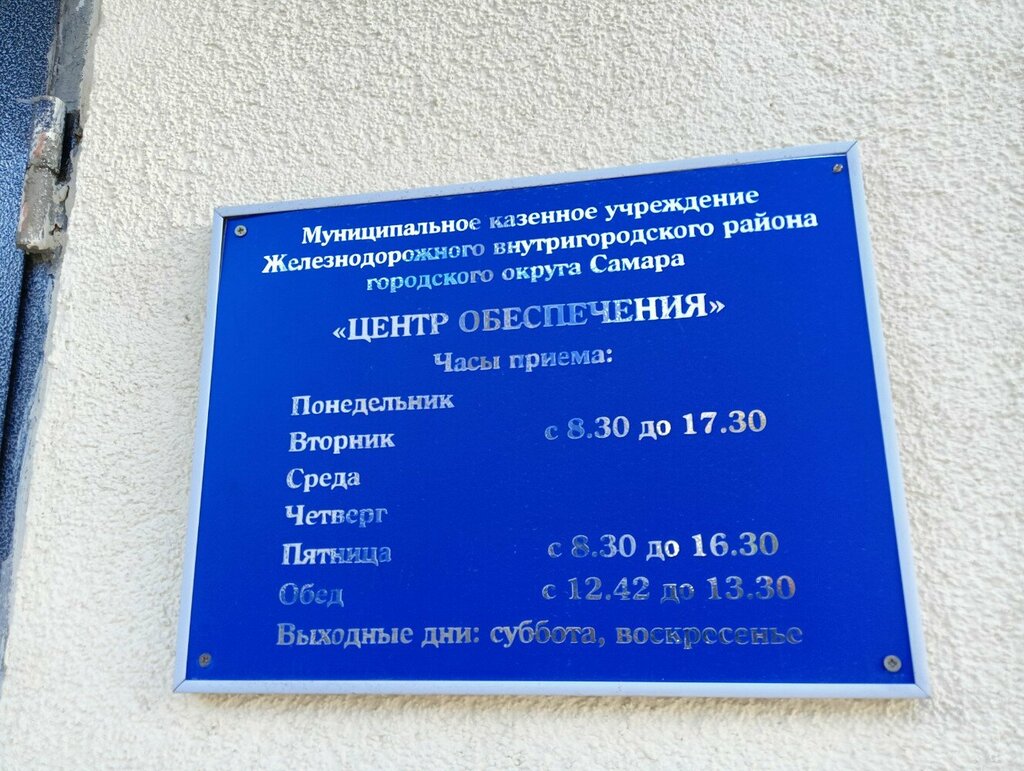 Муниципальное казенное учреждение
Железнодорожного внутригородского района
городского округа Самара
«ЦЕНТР ОБЕСПЕЧЕНИЯ»
Часы приема:
Понедельник
Вторник с 8.30 до 17.30
Среда
Четверг
Пятница с 8.30 до 16.30
Обед с 12.42 до 13.30
Выходные дни: суббота, воскресенье